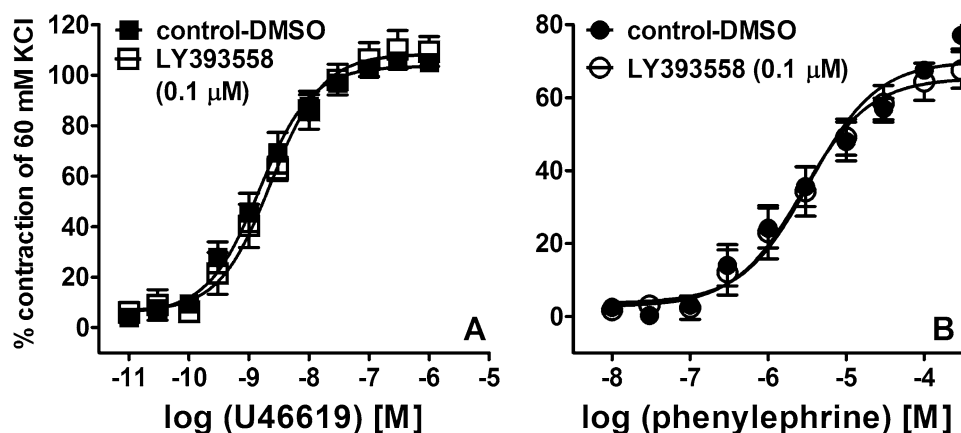 % contraction of 60 mM KCl
120
100
80
60
40
20
0
control-DMSO
LY393558
(0.1 µM)
A
-11 -10 -9 -8 -7 -6 -5
log (U46619) [M]
80
60
40
20
0
control-DMSO
LY393558 (0.1 µM)
B
-8 -7 -6 -5 -4
log (phenylephrine) [M]